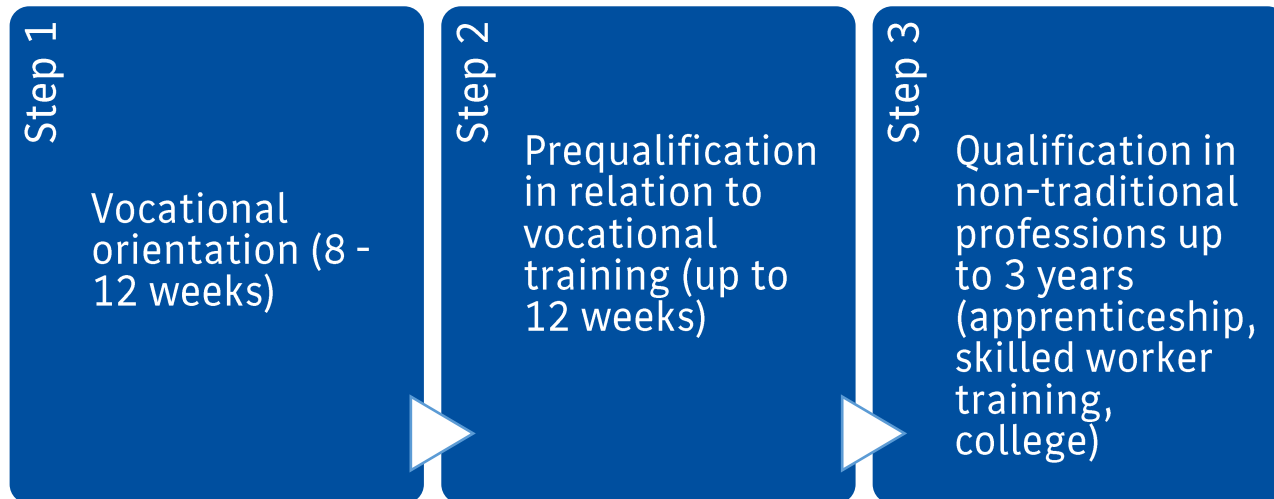 Step 1
Vocational
orientation (8 -
12 weeks)
Step 2
Prequalification
in relation to
vocational
training (up to
12 weeks)
Step 3
Qualification in
non-traditional
professions up
to 3 years
(apprenticeship,
skilled worker
training,
college)